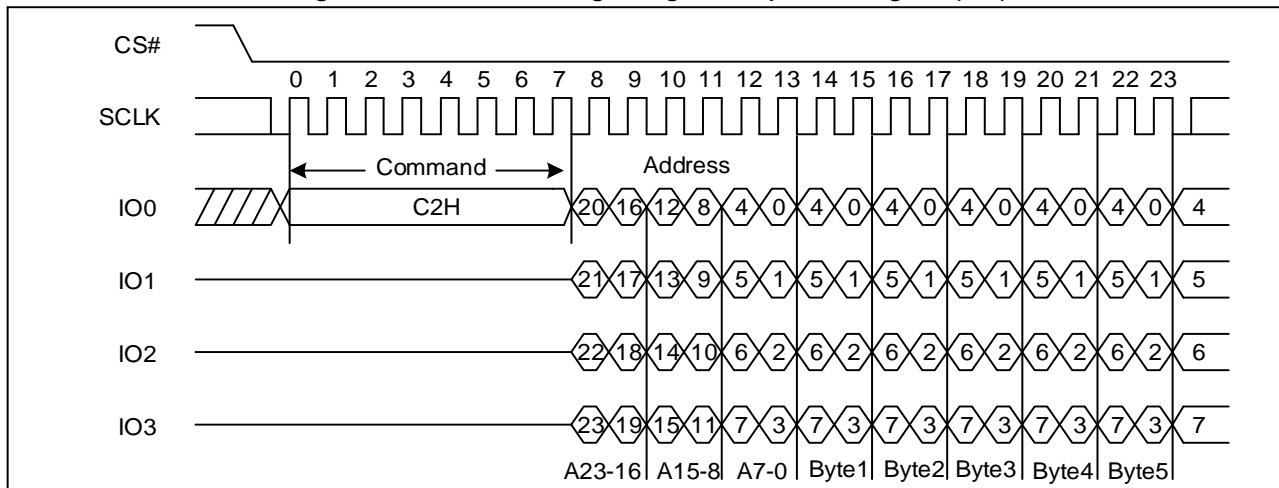 CS#
0 1 2 3 4 5 6 7 8 9 10 11 12 13 14 15 16 17 18 19 20 21 22 23
SCLK
Command Address
IO0 C2H 20 16 12 8 4 0 4 0 4 0 4 0 4 0 4 0 4
IO1 21 17 13 9 5 1 5 1 5 1 5 1 5 1 5 1 5
IO2 22 18 14 10 6 2 6 2 6 2 6 2 6 2 6 2 6
IO3 23 19 15 11 7 3 7 3 7 3 7 3 7 3 7 3 7
A23-16 A15-8 A7-0 Byte1 Byte2 Byte3 Byte4 Byte5